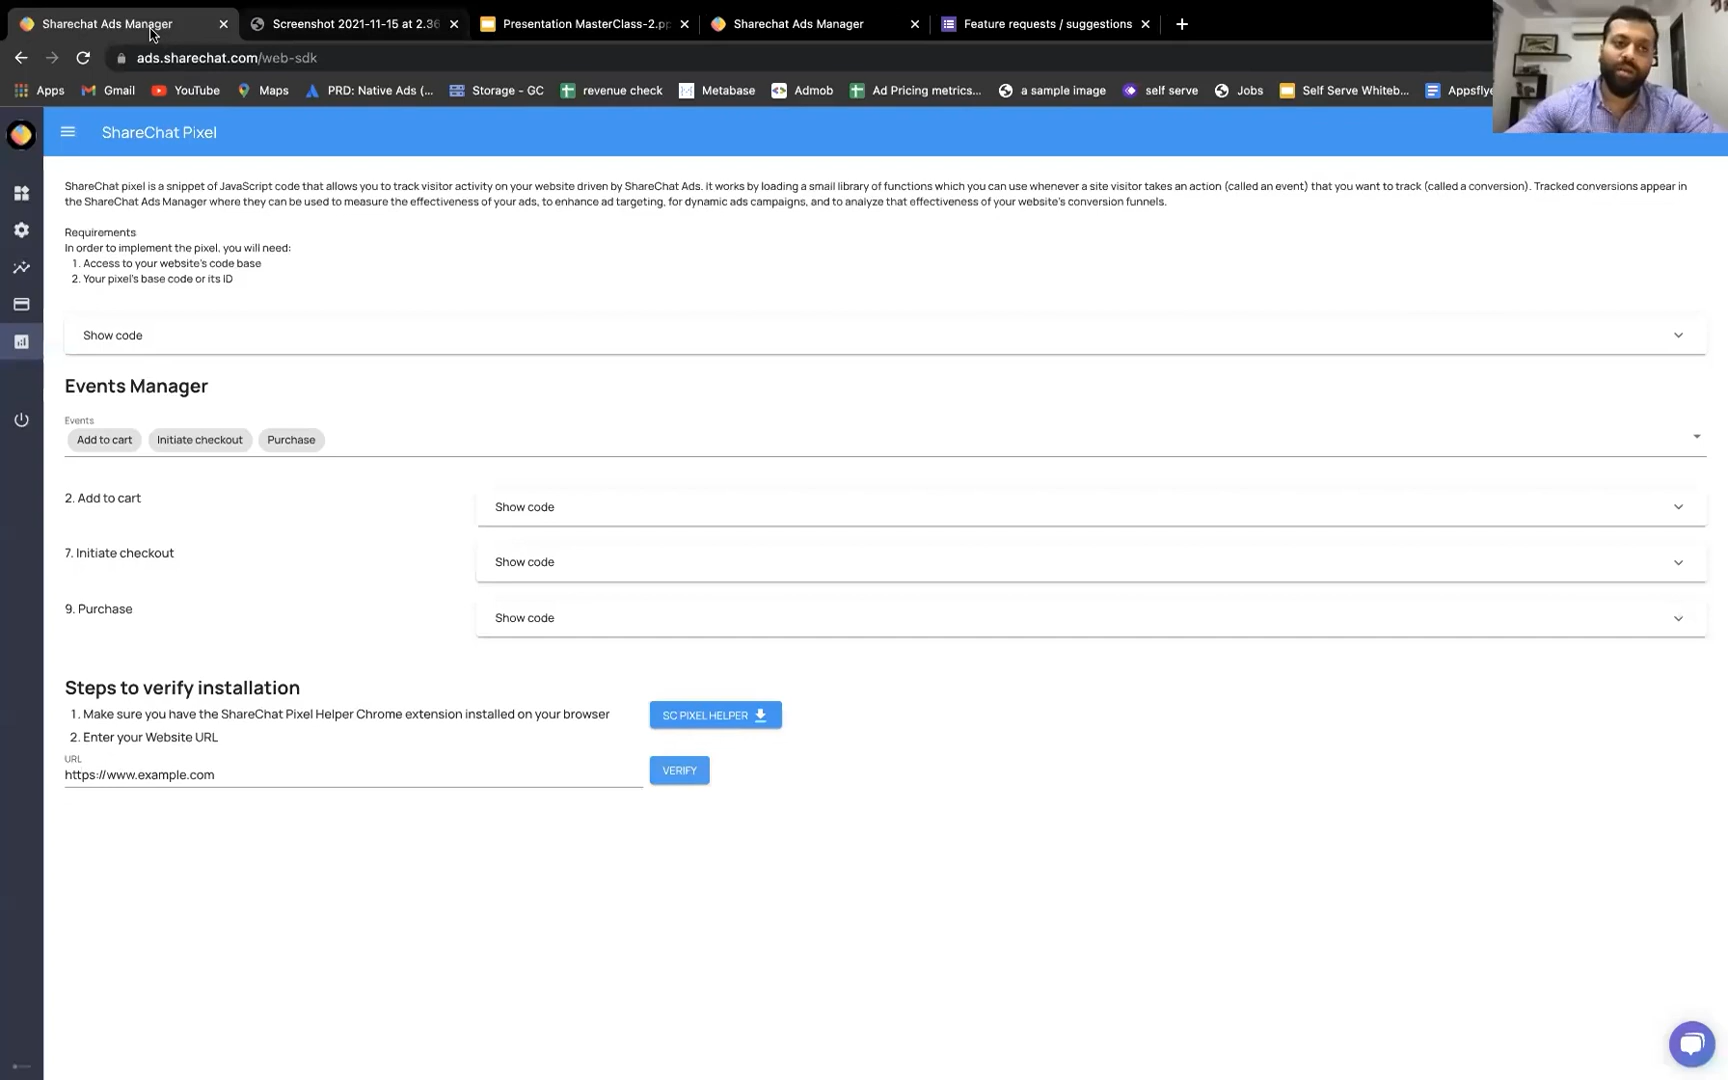 Sharechat Ads Manager
Screenshot 2021-11-15 at 2.36
Presentation MasterClass-2.pp
Sharechat Ads Manager
Feature requests / suggestions
ads.sharechat.com/web-sdk
Apps
Gmail
YouTube
Maps
PRD: Native Ads (...
Storage - GC
revenue check
Metabase
Admob
Ad Pricing metrics...
a sample image
self serve
Jobs
Self Serve Whiteb...
Appsflye
ShareChat Pixel
ShareChat pixel is a snippet of JavaScript code that allows you to track visitor activity on your website driven by ShareChat Ads. it works by loading a small library of functions which you can use whenever a site visitor takes an action (called an event) that you want to track (called a conversion). Tracked conversions appear in
the ShareChat Ads Manager where they can be used to measure the effectiveness of your ads, to enhance ad targeting, for dynamic ads campaigns, and to analyze that effectiveness of your website's conversion funnels.
Requirements
In order to implement the pixel, you will need:
1. Access to your website's code base
2. Your pixel's base code or its ID
Show code
Events Manager
Events
Add to cart
Initiate checkout
Purchase
2. Add to cart
Show code
7. Initiate checkout
Show code
9. Purchase
Show code
Steps to verify installation
1. Make sure you have the ShareChat Pixel Helper Chrome extension installed on your browser
SC PIXEL HELPER
2. Enter your Website URL
URL
https://www.example.com
VERIFY